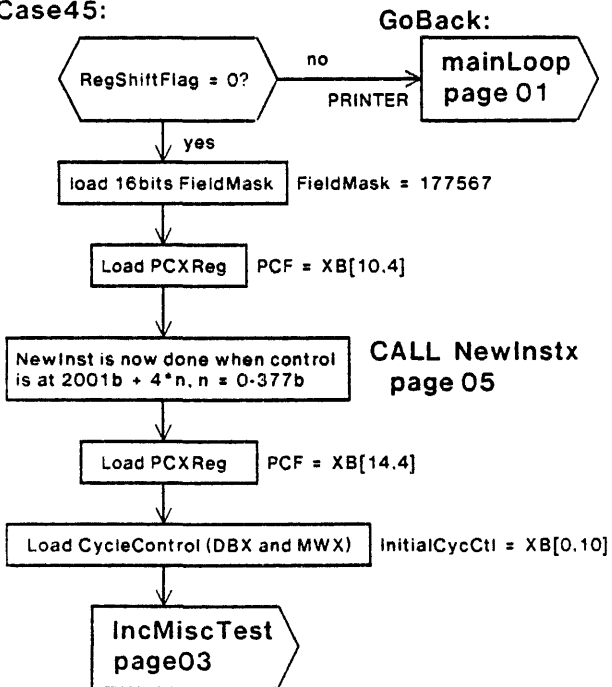 Case45:
GoBack:
RegShiftFlag = 0?
no
PRINTER
mainLoop
page 01
yes
load 16bits FieldMask
FieldMask = 177567
Load PCXReg
PCF = XB[10,4]
NewInst is now done when control
is at 2001b + 4*n, n = 0-377b
CALL NewInstx
page 05
Load PCXReg
PCF = XB[14,4]
Load CycleControl (DBX and MWX)
InitialCycCtl = XB[0,10]
IncMiscTest
page03